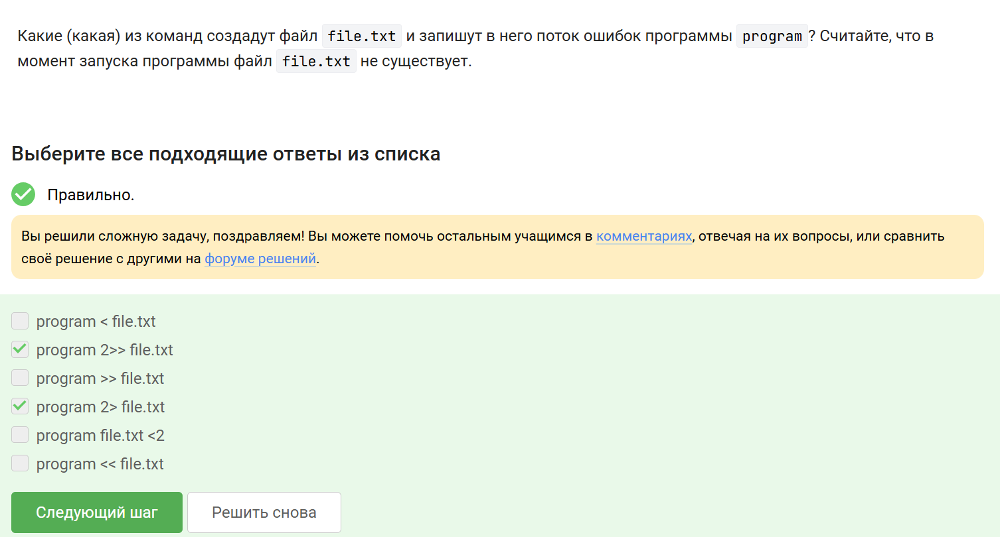 Какие (какая) из команд создадут файл file.txt и запишут в него поток ошибок программы program? Считайте, что в
момент запуска программы файл file.txt не существует.
Выберите все подходящие ответы из списка
Правильно.
Вы решили сложную задачу, поздравляем! Вы можете помочь остальным учащимся в комментариях, отвечая на их вопросы, или сравнить
своё решение с другими на форуме решений.
program < file.txt
program 2>> file.txt
program >> file.txt
program 2> file.txt
program file.txt <2
program << file.txt
Следующий шаг Решить снова